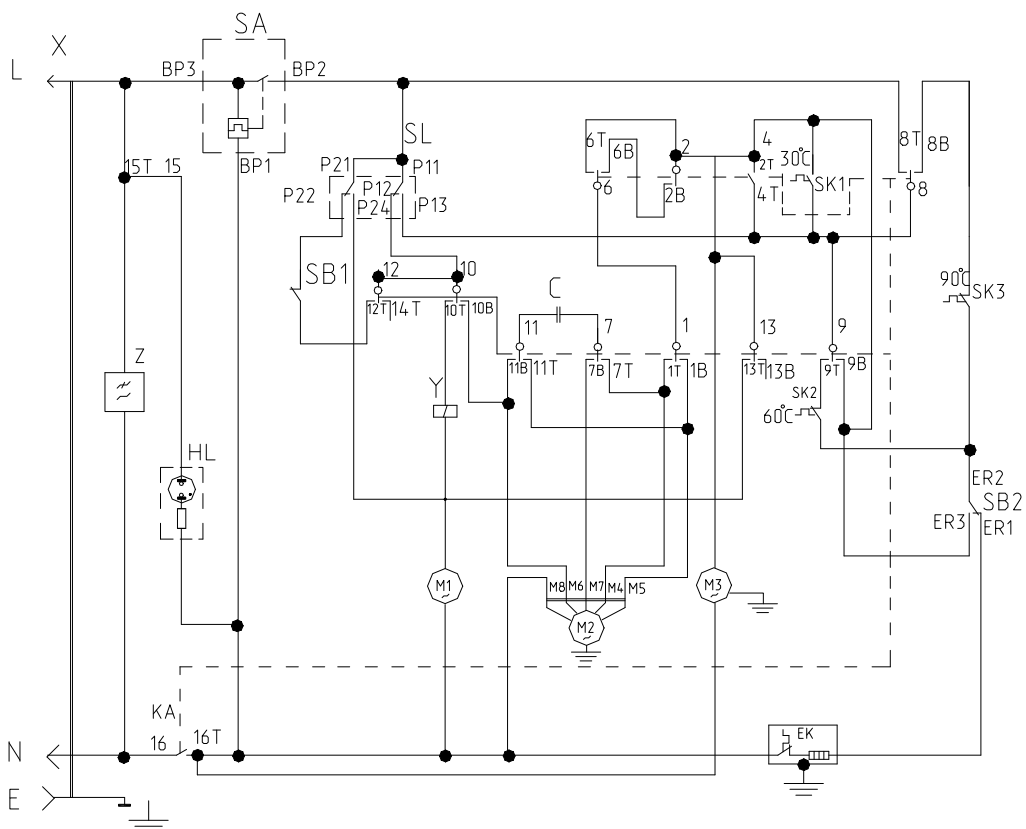 SA
X
L
BP3
BP2
SL
BP1
15T 15
P21
P11
P22
P12
P24
P13
6T
6B
2
4
2T
30°C
SK1
8T
8B
6
2B
4T
8
SB1
12
10
12T
14T
10T
10B
C
90°C
SK3
11
7
1
13
9
11B
11T
7B
7T
1T
1B
13T
13B
9T
9B
Z
Y
SK2
60°C
HL
ER2
SB2
ER3
ER1
M1
~
M8
M6
M7
M4
M5
M3
~
M2
~
KA
16
16T
EK
N
E